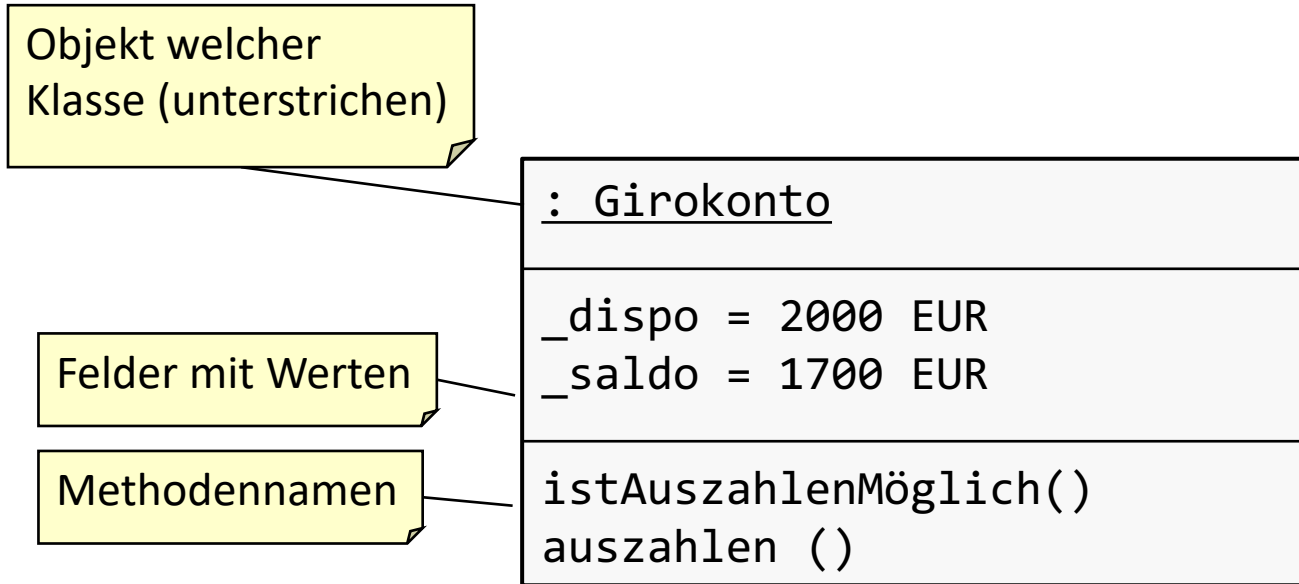 Objekt welcher
Klasse (unterstrichen)
: Girokonto
_dispo = 2000 EUR
_saldo = 1700 EUR
Felder mit Werten
Methodennamen
istAuszahlenMöglich()
auszahlen ()